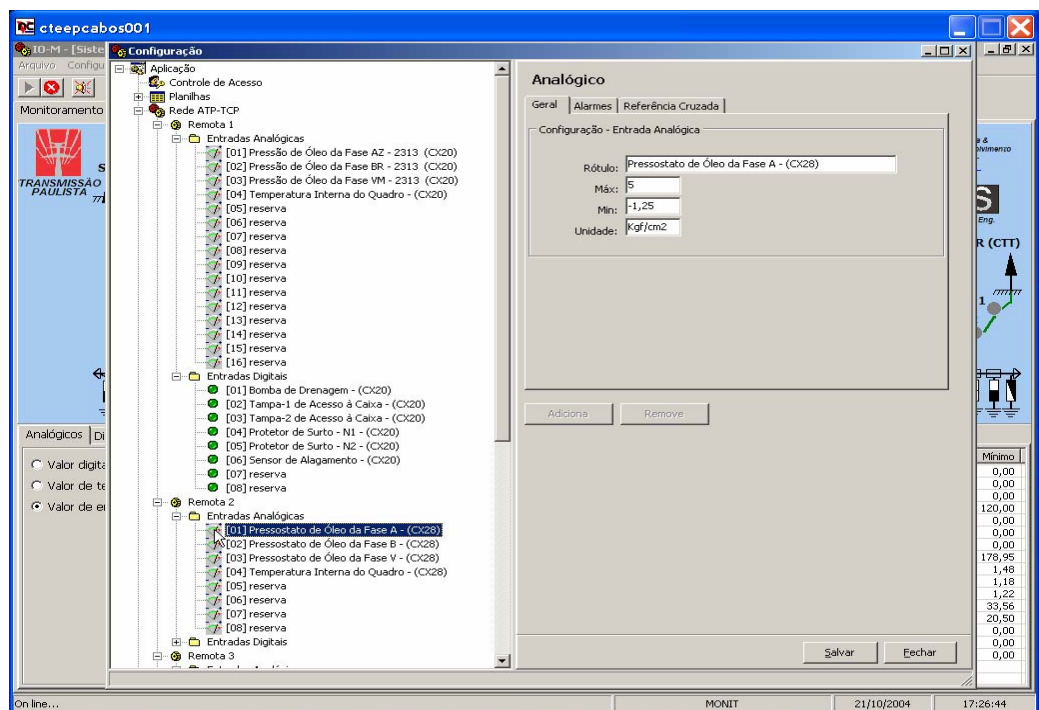 cteepcabos001
IO-M - [Siste
Configuração
Arquivo Configu
Monitoramento
TRANSMISSÃO
PAULISTA
Aplicação
Controle de Acesso
Planilhas
Rede ATP-TCP
Remota 1
Entradas Analógicas
[01] Pressão de Óleo da Fase AZ - 2313 (CX20)
[02] Pressão de Óleo da Fase BR - 2313 (CX20)
[03] Pressão de Óleo da Fase VM - 2313 (CX20)
[04] Temperatura Interna do Quadro - (CX20)
[05] reserva
[06] reserva
[07] reserva
[08] reserva
[09] reserva
[10] reserva
[11] reserva
[12] reserva
[13] reserva
[14] reserva
[15] reserva
[16] reserva
Entradas Digitais
[01] Bomba de Drenagem - (CX20)
[02] Tampa-1 de Acesso à Caixa - (CX20)
[03] Tampa-2 de Acesso à Caixa - (CX20)
[04] Protetor de Surto - N1 - (CX20)
[05] Protetor de Surto - N2 - (CX20)
[06] Sensor de Alagamento - (CX20)
[07] reserva
[08] reserva
Remota 2
Entradas Analógicas
[01] Pressostato de Óleo da Fase A - (CX28)
[02] Pressostato de Óleo da Fase B - (CX28)
[03] Pressostato de Óleo da Fase V - (CX28)
[04] Temperatura Interna do Quadro - (CX28)
[05] reserva
[06] reserva
[07] reserva
[08] reserva
Entradas Digitais
Remota 3
Analógico
Geral Alarmes Referência Cruzada
Configuração - Entrada Analógica
Rótulo: Pressostato de Óleo da Fase A - (CX28)
Máx: 5
Min: -1,25
Unidade: Kgf/cm2
Adiciona Remove
Salvar Fechar
Analógicos Di
Valor digita
Valor de te
Valor de en
S
Eng.
R (CTT)
1
Mínimo
0,00
0,00
0,00
120,00
0,00
0,00
0,00
178,95
1,48
1,18
1,22
33,56
20,50
0,00
0,00
0,00
On line...
MONIT
21/10/2004
17:26:44